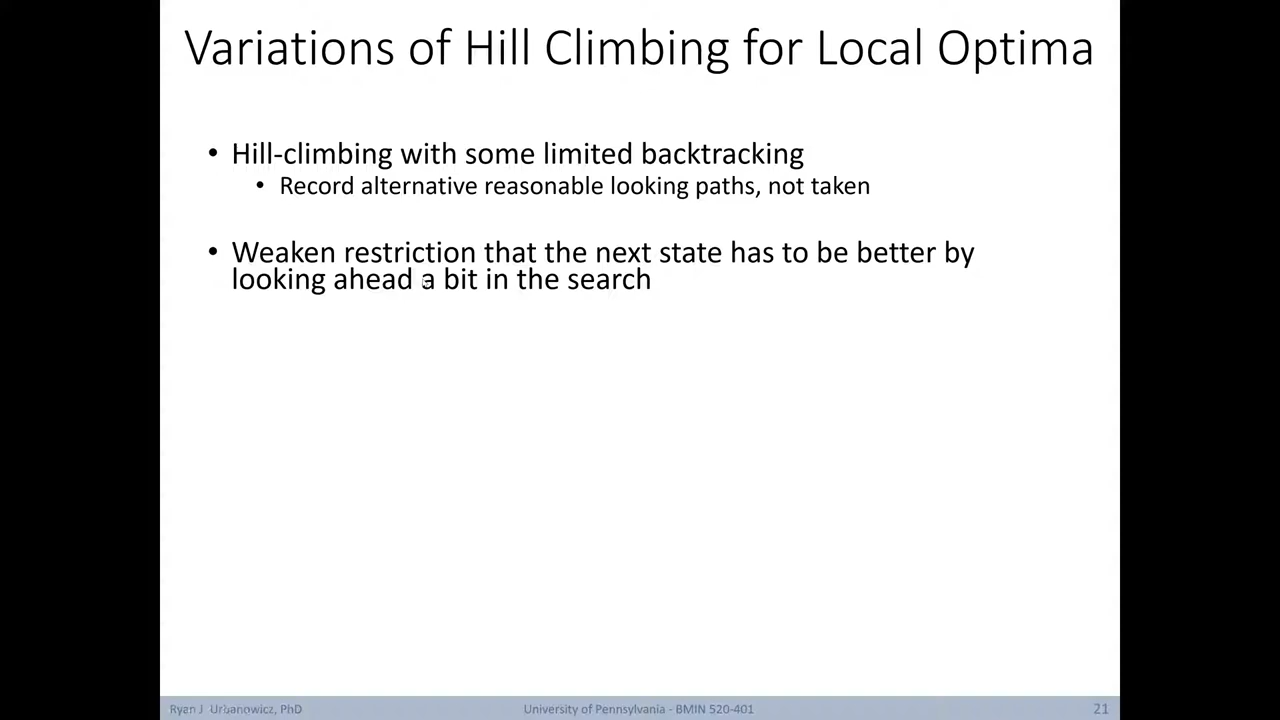 Variations of Hill Climbing for Local Optima
• Hill-climbing with some limited backtracking
• Record alternative reasonable looking paths, not taken
• Weaken restriction that the next state has to be better by
looking ahead a bit in the search
Ryan J. Urbanowicz, PhD
University of Pennsylvania - BMIN 520-401
21